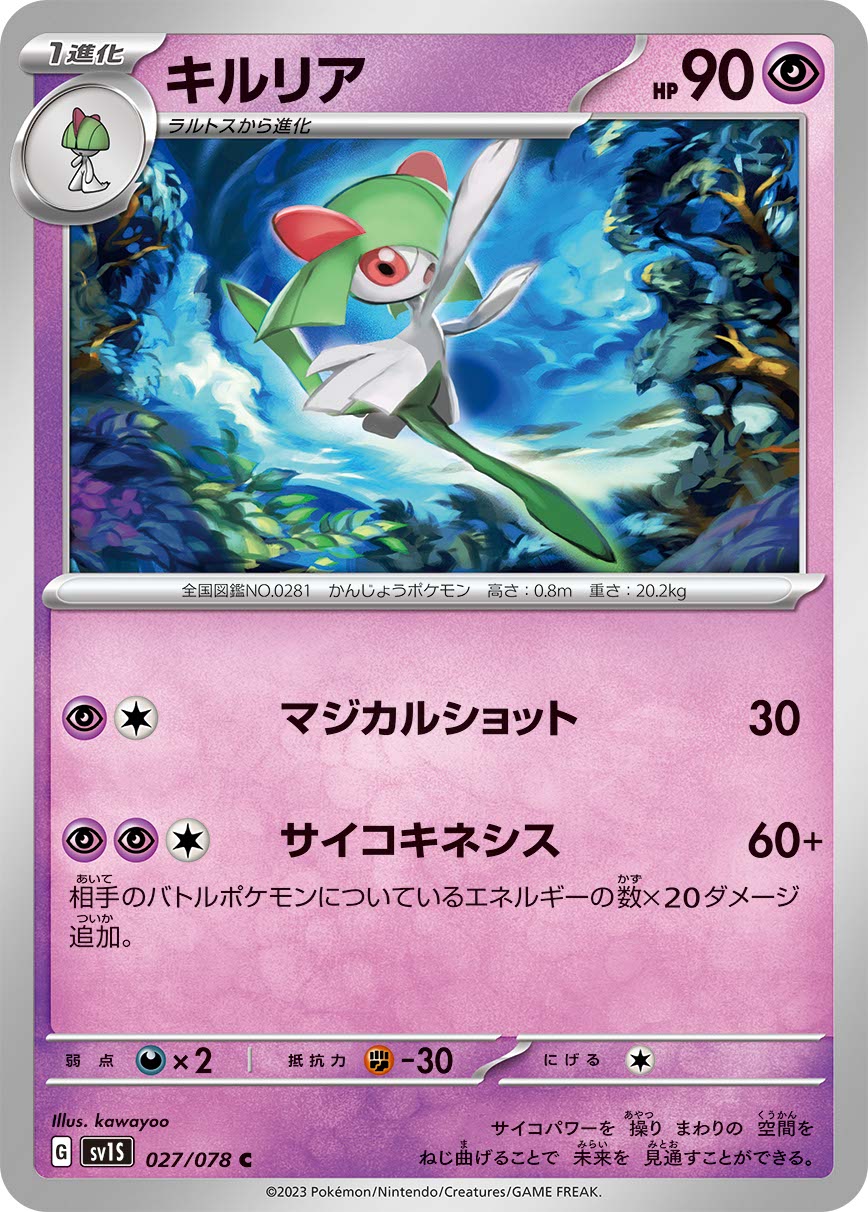 1進化
キルリア
HP 90
ラルトスから進化
全国図鑑NO.0281 かんじょうポケモン 高さ:0.8m 重さ:20.2kg
マジカルショット 30
サイコキネシス 60+
相手のバトルポケモンについているエネルギーの数×20ダメージ
追加。
弱点 ×2 抵抗力 -30 にげる
Illus. kawayoo
サイコパワーを 操り まわりの 空間を
ねじ曲げることで 未来を 見通すことができる。
G sv1S 027/078 C
©2023 Pokémon/Nintendo/Creatures/GAME FREAK.